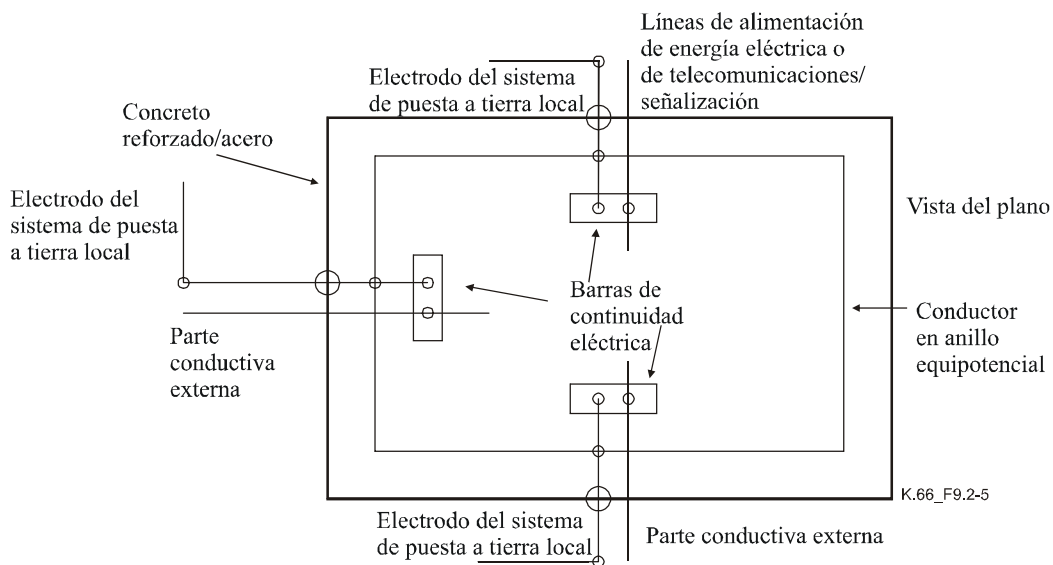 Líneas de alimentación
de energía eléctrica o
de telecomunicaciones/
señalización
Electrodo del sistema
de puesta a tierra local
Concreto
reforzado/acero
Electrodo del
sistema de puesta
a tierra local
Vista del plano
Barras de
continuidad
eléctrica
Conductor
en anillo
equipotencial
Parte
conductiva
externa
K.66_F9.2-5
Electrodo del sistema
de puesta a tierra local
Parte conductiva externa